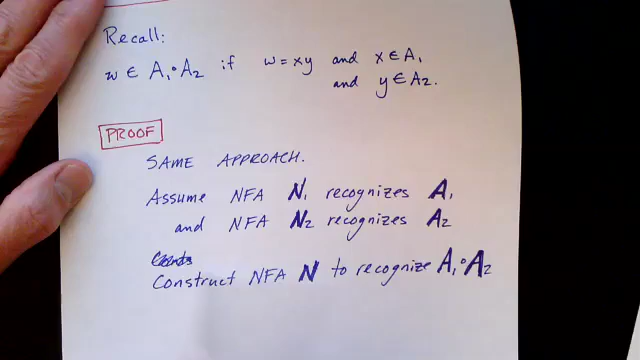 Recall:
w ∈ A₁∘A₂ if w = xy and x ∈ A₁
and y ∈ A2.
PROOF
SAME APPROACH.
Assume NFA N₁ recognizes A₁
and NFA N₂ recognizes A₂
Construct NFA N to recognize A₁∘A₂